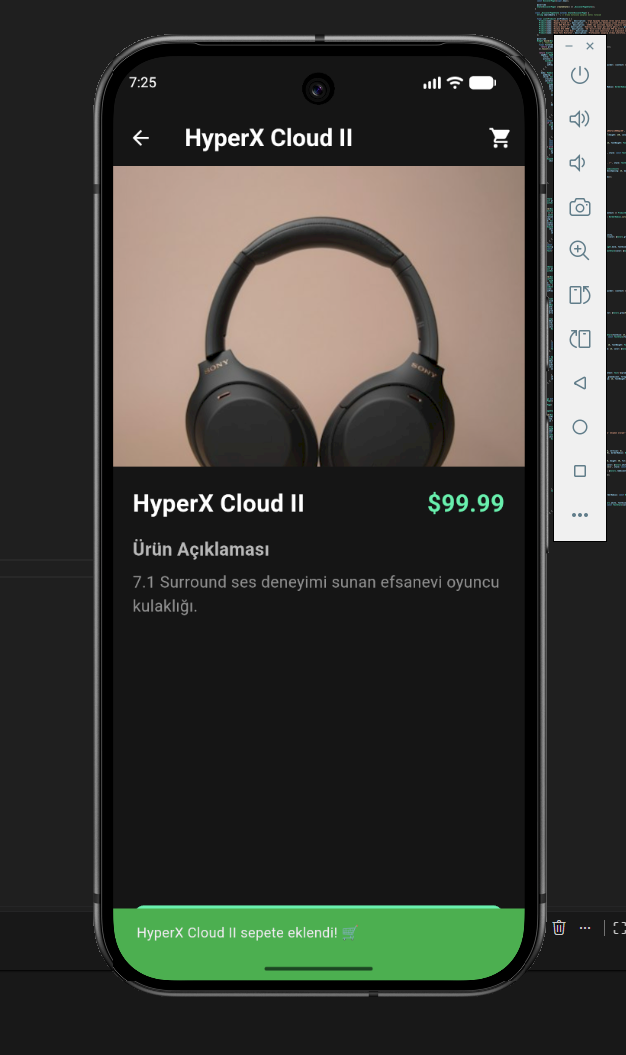 7:25
HyperX Cloud II
SONY
SONY
HyperX Cloud II
$99.99
Ürün Açıklaması
7.1 Surround ses deneyimi sunan efsanevi oyuncu
kulaklığı.
HyperX Cloud II sepete eklendi! 🛒